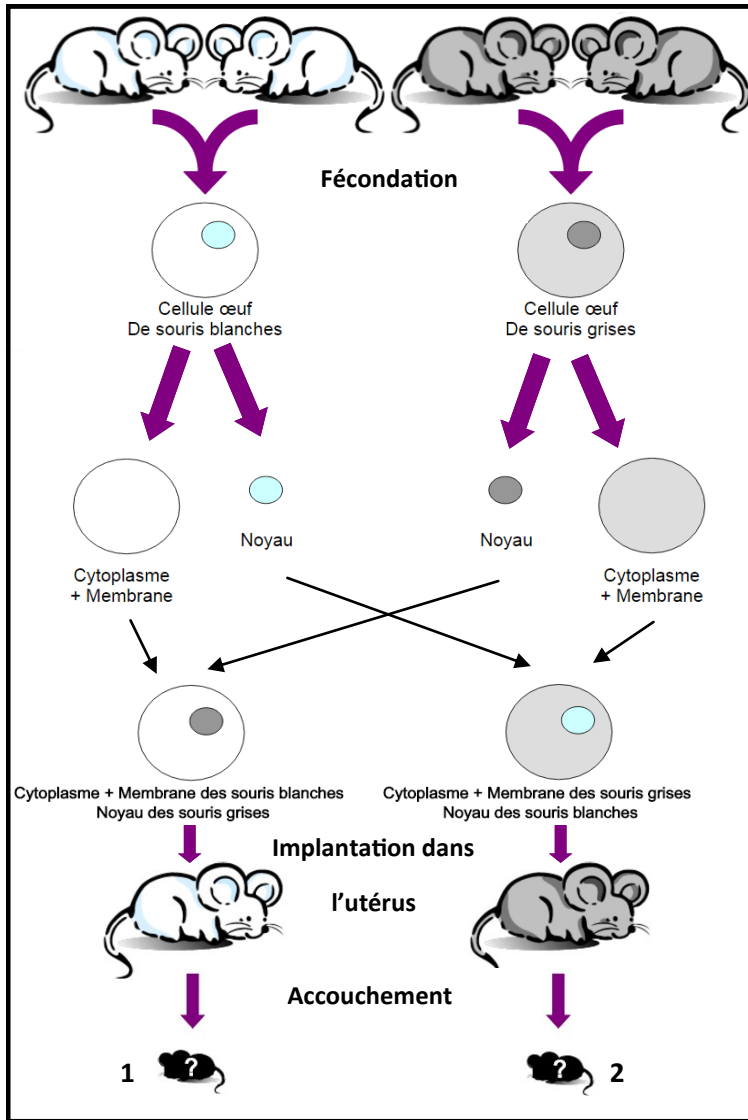 Fécondation
Cellule œuf
De souris blanches
Cellule œuf
De souris grises
Noyau
Noyau
Cytoplasme
+ Membrane
Cytoplasme
+ Membrane
Cytoplasme + Membrane des souris blanches
Noyau des souris grises
Cytoplasme + Membrane des souris grises
Noyau des souris blanches
Implantation dans
l’utérus
Accouchement
1 ?
? 2